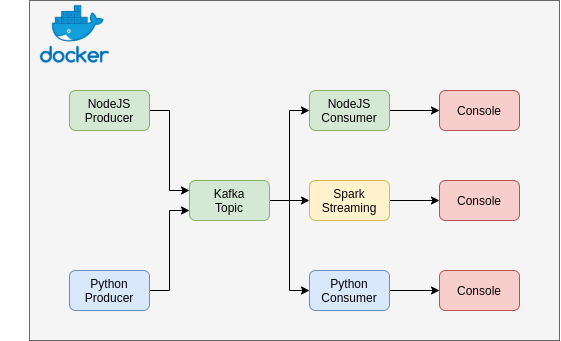 docker
NodeJS
Producer
NodeJS
Consumer
Console
Kafka
Topic
Spark
Streaming
Console
Python
Producer
Python
Consumer
Console